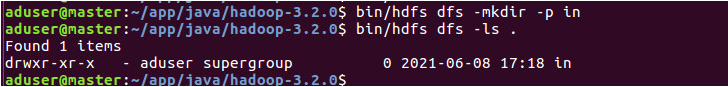 aduser@master:~/app/java/hadoop-3.2.0$ bin/hdfs dfs -mkdir -p in
aduser@master:~/app/java/hadoop-3.2.0$ bin/hdfs dfs -ls .
Found 1 items
drwxr-xr-x   - aduser supergroup          0 2021-06-08 17:18 in
aduser@master:~/app/java/hadoop-3.2.0$